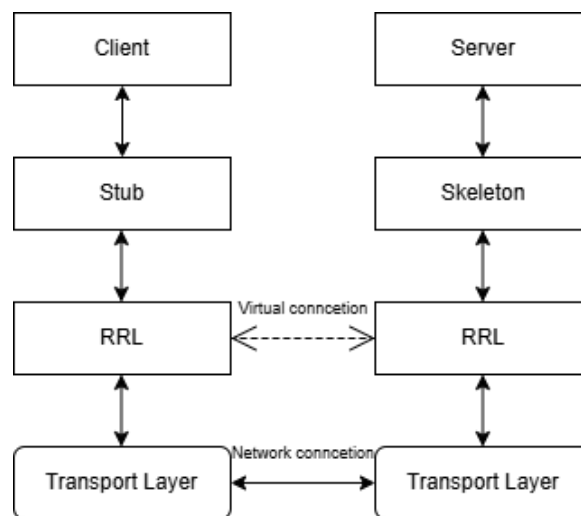 Client
Server
Stub
Skeleton
Virtual conncetion
RRL
RRL
Network conncetion
Transport Layer
Transport Layer